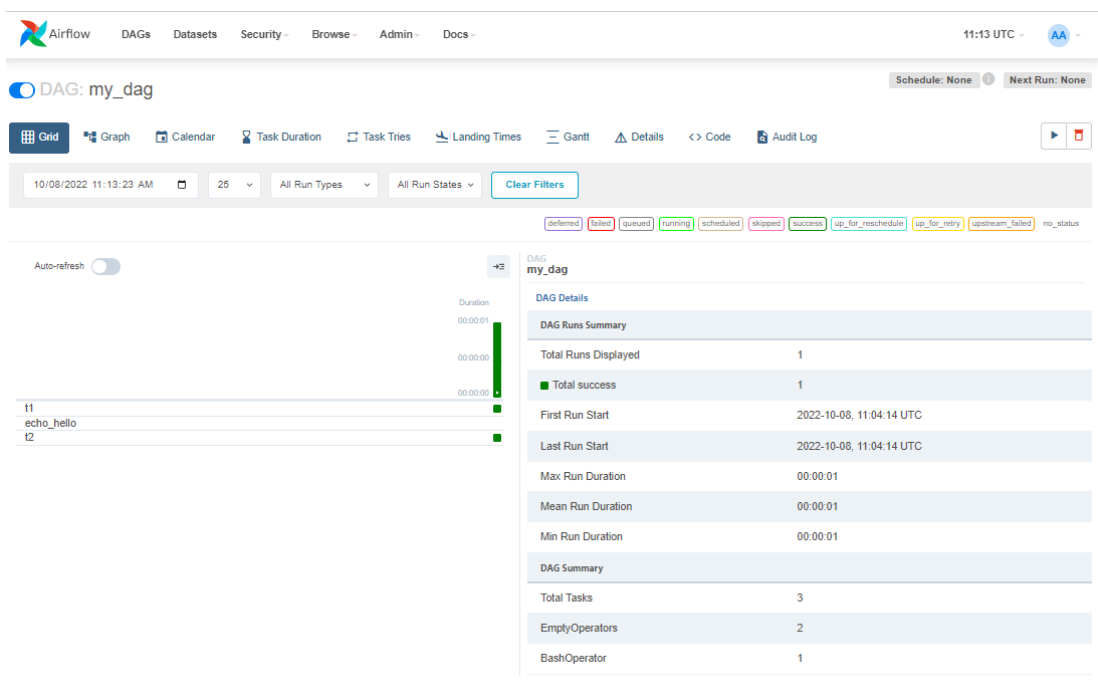 Airflow DAGs Datasets Security Browse Admin Docs 11:13 UTC AA
DAG: my_dag Schedule: None Next Run: None
Grid Graph Calendar Task Duration Task Tries Landing Times Gantt Details <> Code Audit Log
10/08/2022 11:13:23 AM 25 All Run Types All Run States Clear Filters
deferred failed queued running scheduled skipped success up_for_reschedule up_for_retry upstream_failed no_status
Auto-refresh
Duration
00:00:01
00:00:00
00:00:00
t1
echo_hello
t2
DAG
my_dag
DAG Details
DAG Runs Summary
Total Runs Displayed 1
Total success 1
First Run Start 2022-10-08, 11:04:14 UTC
Last Run Start 2022-10-08, 11:04:14 UTC
Max Run Duration 00:00:01
Mean Run Duration 00:00:01
Min Run Duration 00:00:01
DAG Summary
Total Tasks 3
EmptyOperators 2
BashOperator 1